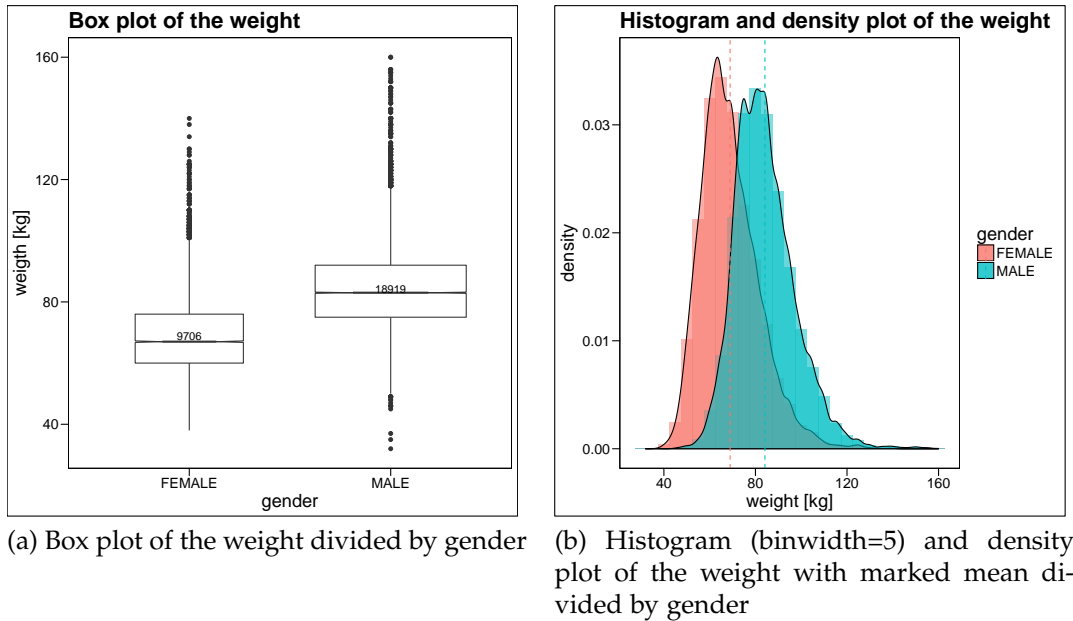 Box plot of the weight
weigth [kg]
160
120
80
40
9706
18919
FEMALE MALE
gender
(a) Box plot of the weight divided by gender
Histogram and density plot of the weight
density
0.03
0.02
0.01
0.00
40 80 120 160
weight [kg]
gender
FEMALE
MALE
(b) Histogram (binwidth=5) and density
plot of the weight with marked mean di-
vided by gender